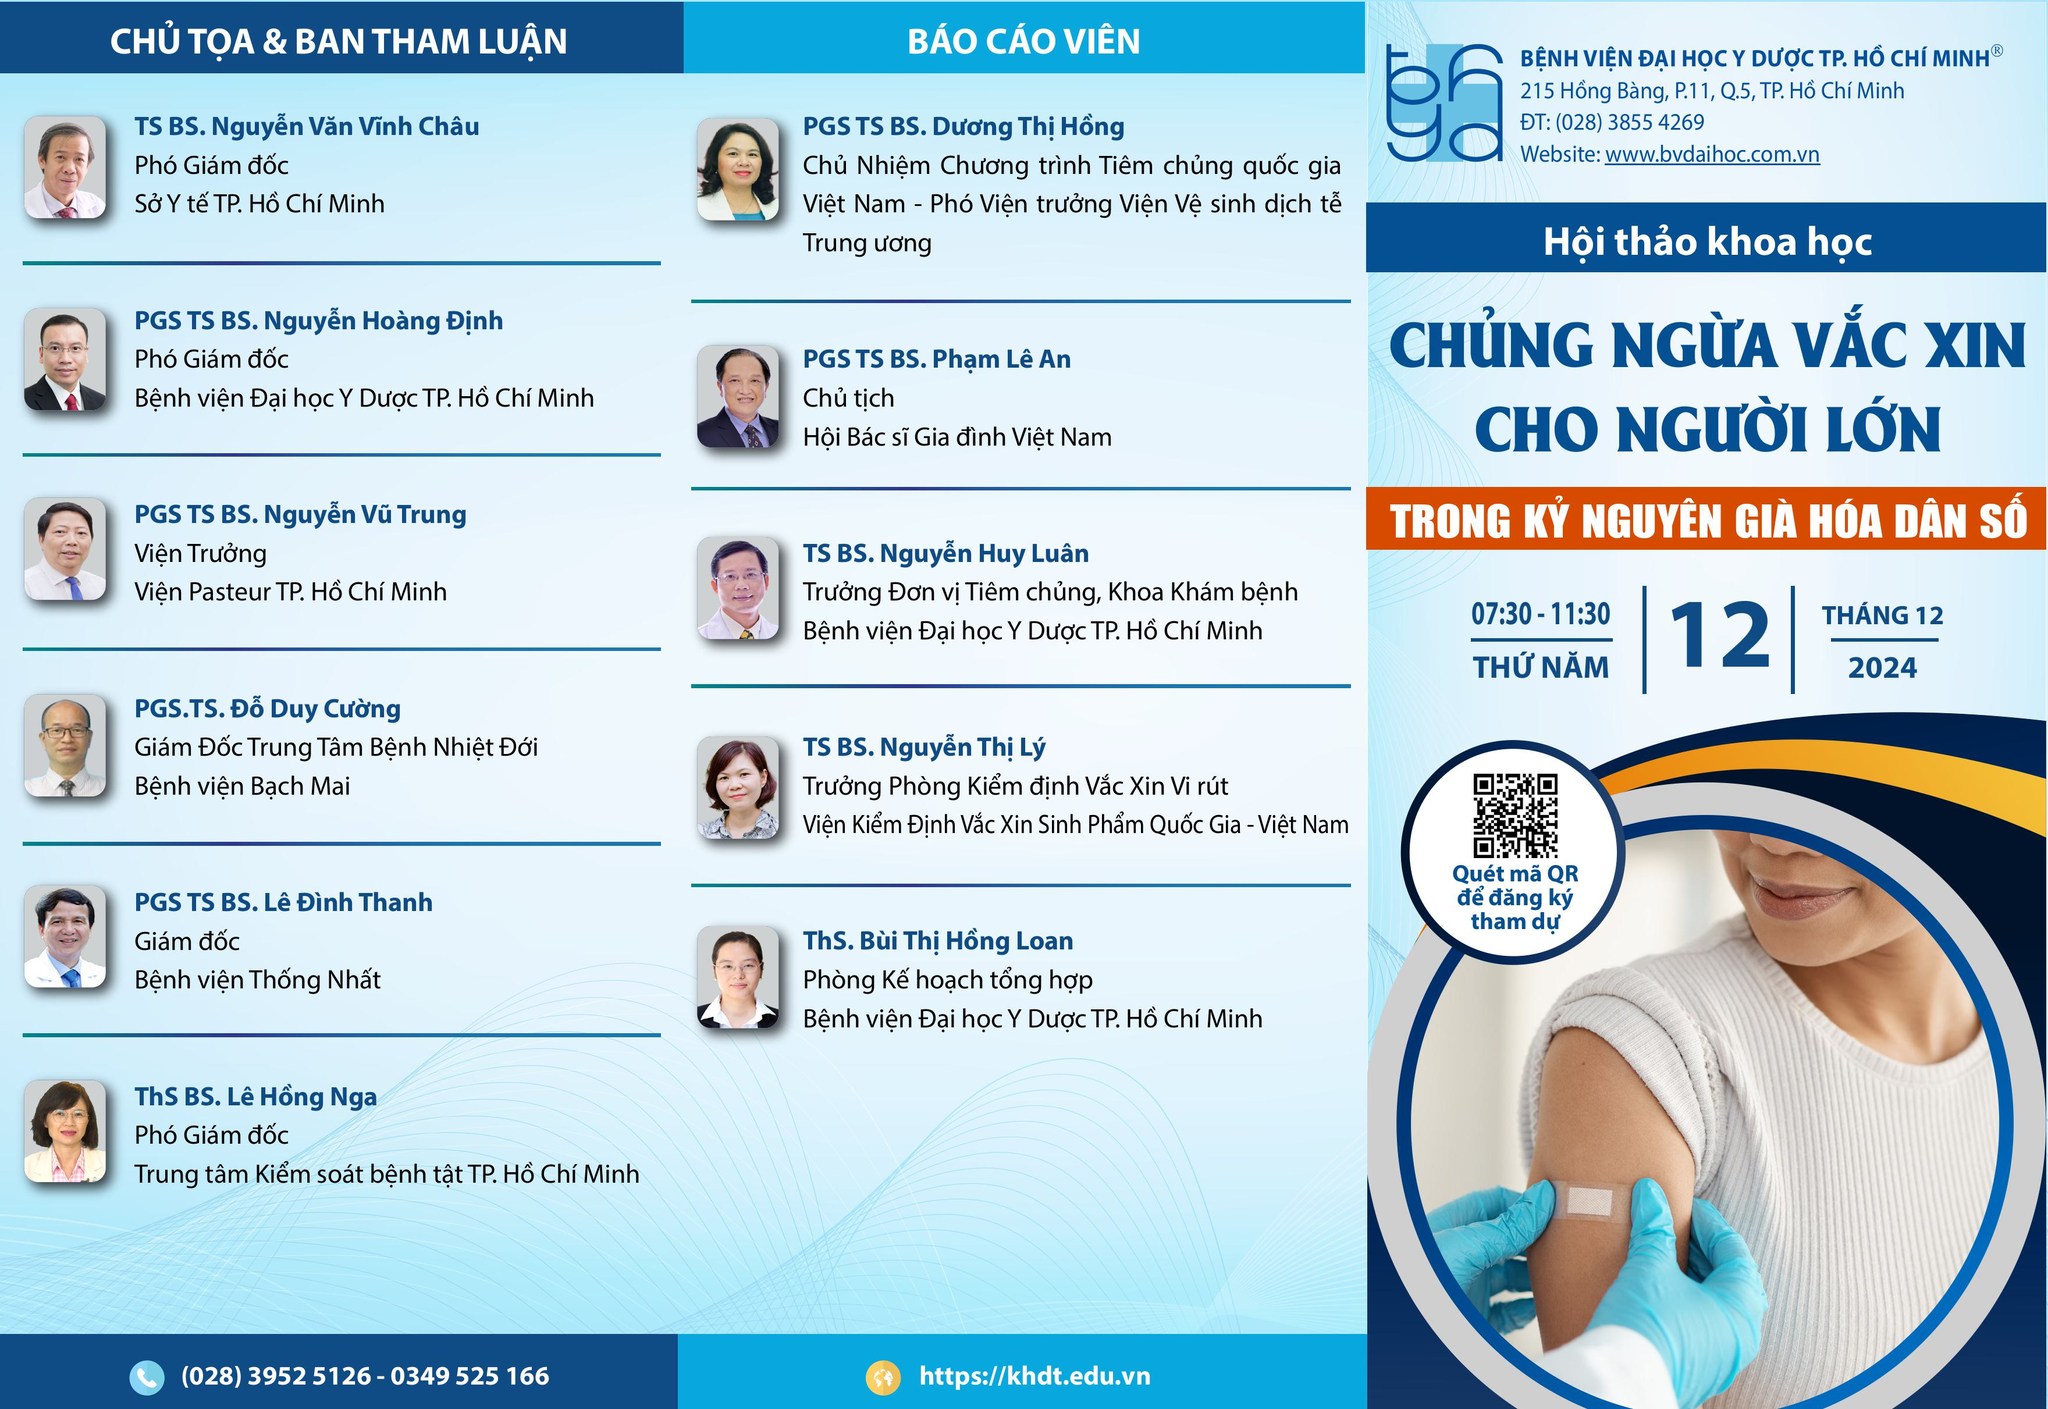 CHỦ TỌA & BAN THAM LUẬN
TS BS. Nguyễn Văn Vĩnh Châu
Phó Giám đốc
Sở Y tế TP. Hồ Chí Minh
PGS TS BS. Nguyễn Hoàng Định
Phó Giám đốc
Bệnh viện Đại học Y Dược TP. Hồ Chí Minh
PGS TS BS. Nguyễn Vũ Trung
Viện Trưởng
Viện Pasteur TP. Hồ Chí Minh
PGS.TS. Đỗ Duy Cường
Giám Đốc Trung Tâm Bệnh Nhiệt Đới
Bệnh viện Bạch Mai
PGS TS BS. Lê Đình Thanh
Giám đốc
Bệnh viện Thống Nhất
ThS BS. Lê Hồng Nga
Phó Giám đốc
Trung tâm Kiểm soát bệnh tật TP. Hồ Chí Minh
(028) 3952 5126 - 0349 525 166
BÁO CÁO VIÊN
PGS TS BS. Dương Thị Hồng
Chủ Nhiệm Chương trình Tiêm chủng quốc gia
Việt Nam - Phó Viện trưởng Viện Vệ sinh dịch tễ
Trung ương
PGS TS BS. Phạm Lê An
Chủ tịch
Hội Bác sĩ Gia đình Việt Nam
TS BS. Nguyễn Huy Luân
Trưởng Đơn vị Tiêm chủng, Khoa Khám bệnh
Bệnh viện Đại học Y Dược TP. Hồ Chí Minh
TS BS. Nguyễn Thị Lý
Trưởng Phòng Kiểm định Vắc Xin Vi rút
Viện Kiểm Định Vắc Xin Sinh Phẩm Quốc Gia - Việt Nam
ThS. Bùi Thị Hồng Loan
Phòng Kế hoạch tổng hợp
Bệnh viện Đại học Y Dược TP. Hồ Chí Minh
https://khdt.edu.vn
BỆNH VIỆN ĐẠI HỌC Y DƯỢC TP. HỒ CHÍ MINH®
215 Hồng Bàng, P.11, Q.5, TP. Hồ Chí Minh
ĐT: (028) 3855 4269
Website: www.bvdaihoc.com.vn
Hội thảo khoa học
CHỦNG NGỪA VẮC XIN
CHO NGƯỜI LỚN
TRONG KỶ NGUYÊN GIÀ HÓA DÂN SỐ
07:30 - 11:30
THỨ NĂM
12
THÁNG 12
2024
Quét mã QR
để đăng ký
tham dự